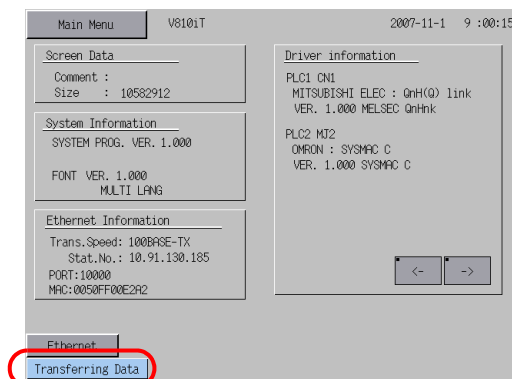 Main Menu
V810iT
2007-11-1 9 :00:15
Screen Data
Comment :
Size : 10582912
System Information
SYSTEM PROG. VER. 1.000
FONT VER. 1.000
MULTI LANG
Ethernet Information
Trans.Speed: 100BASE-TX
Stat.No.: 10.91.130.185
PORT:10000
MAC:0050FF00E2A2
Driver information
PLC1 CN1
MITSUBISHI ELEC : QnH(Q) link
VER. 1.000 MELSEC QnHnk
PLC2 MJ2
OMRON : SYSMAC C
VER. 1.000 SYSMAC C
<- ->
Ethernet
Transferring Data